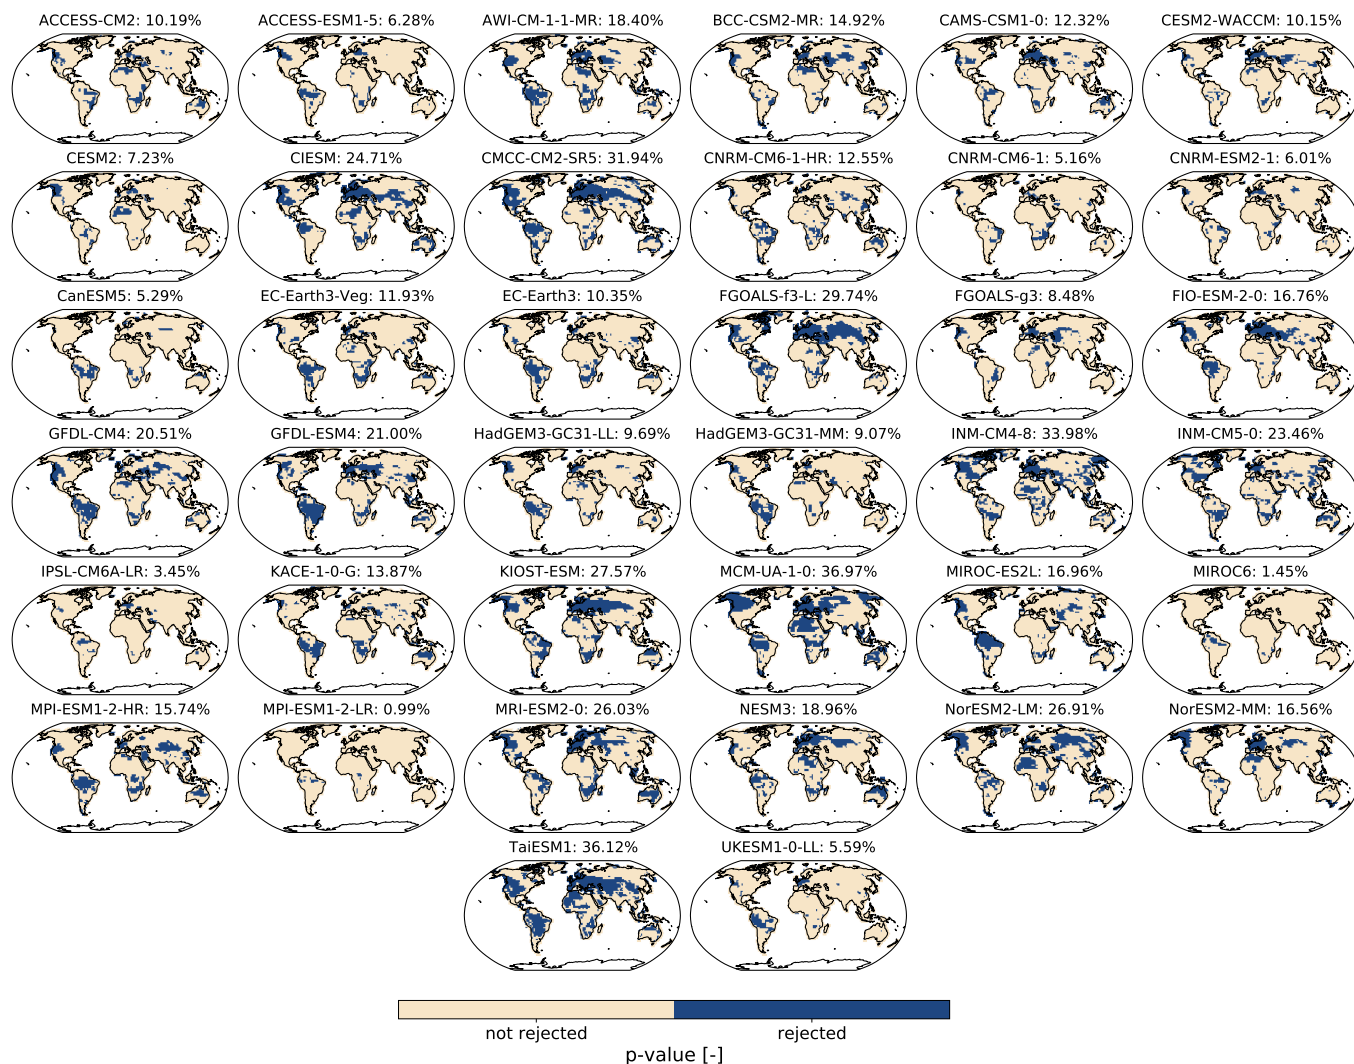 ACCESS-CM2: 10.19%
ACCESS-ESM1-5: 6.28%
AWI-CM-1-1-MR: 18.40%
BCC-CSM2-MR: 14.92%
CAMS-CSM1-0: 12.32%
CESM2-WACCM: 10.15%
CESM2: 7.23%
CIESM: 24.71%
CMCC-CM2-SR5: 31.94%
CNRM-CM6-1-HR: 12.55%
CNRM-CM6-1: 5.16%
CNRM-ESM2-1: 6.01%
CanESM5: 5.29%
EC-Earth3-Veg: 11.93%
EC-Earth3: 10.35%
FGOALS-f3-L: 29.74%
FGOALS-g3: 8.48%
FIO-ESM-2-0: 16.76%
GFDL-CM4: 20.51%
GFDL-ESM4: 21.00%
HadGEM3-GC31-LL: 9.69%
HadGEM3-GC31-MM: 9.07%
INM-CM4-8: 33.98%
INM-CM5-0: 23.46%
IPSL-CM6A-LR: 3.45%
KACE-1-0-G: 13.87%
KIOST-ESM: 27.57%
MCM-UA-1-0: 36.97%
MIROC-ES2L: 16.96%
MIROC6: 1.45%
MPI-ESM1-2-HR: 15.74%
MPI-ESM1-2-LR: 0.99%
MRI-ESM2-0: 26.03%
NESM3: 18.96%
NorESM2-LM: 26.91%
NorESM2-MM: 16.56%
TaiESM1: 36.12%
UKESM1-0-LL: 5.59%
not rejected
rejected
p-value [-]